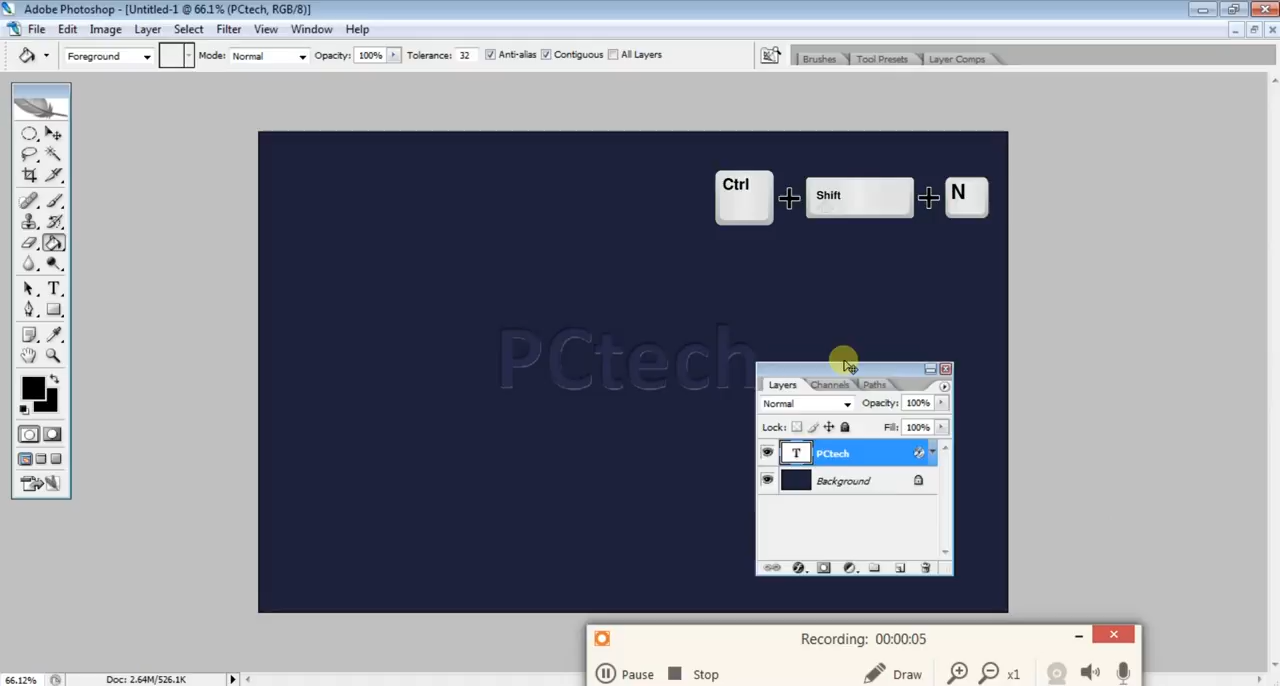 Adobe Photoshop - [Untitled-1 @ 66.1% (PCtech, RGB/8)]
File Edit Image Layer Select Filter View Window Help
Foreground Mode: Normal Opacity: 100% Tolerance: 32 Anti-alias Contiguous All Layers Brushes Tool Presets Layer Comps
Ctrl + Shift + N
PCtech
Layers Channels Paths
Normal Opacity: 100%
Lock: Fill: 100%
T PCtech
Background
Recording: 00:00:05
Pause Stop Draw x1
66.12% Doc: 2.64M/526.1K